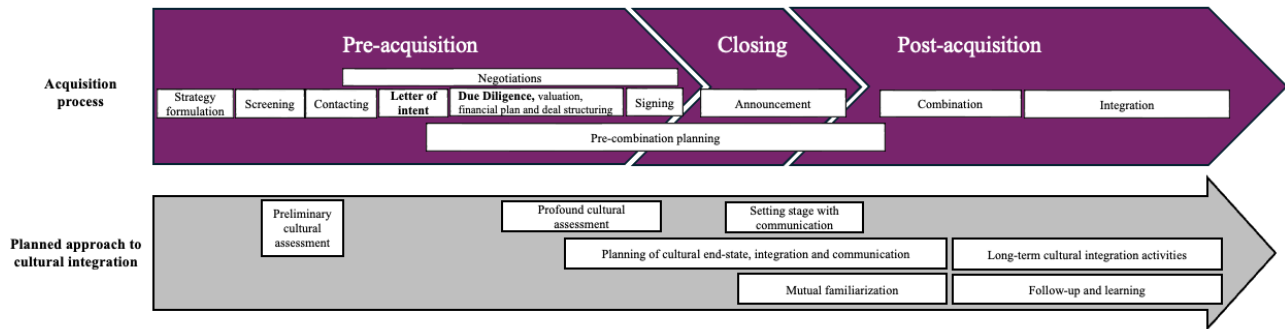 Pre-acquisition
Closing
Post-acquisition
Acquisition
process
Negotiations
Strategy
formulation
Screening
Contacting
Letter of
intent
Due Diligence, valuation,
financial plan and deal structuring
Signing
Announcement
Combination
Integration
Pre-combination planning
Planned approach to
cultural integration
Preliminary
cultural
assessment
Profound cultural
assessment
Setting stage with
communication
Planning of cultural end-state, integration and communication
Long-term cultural integration activities
Mutual familiarization
Follow-up and learning